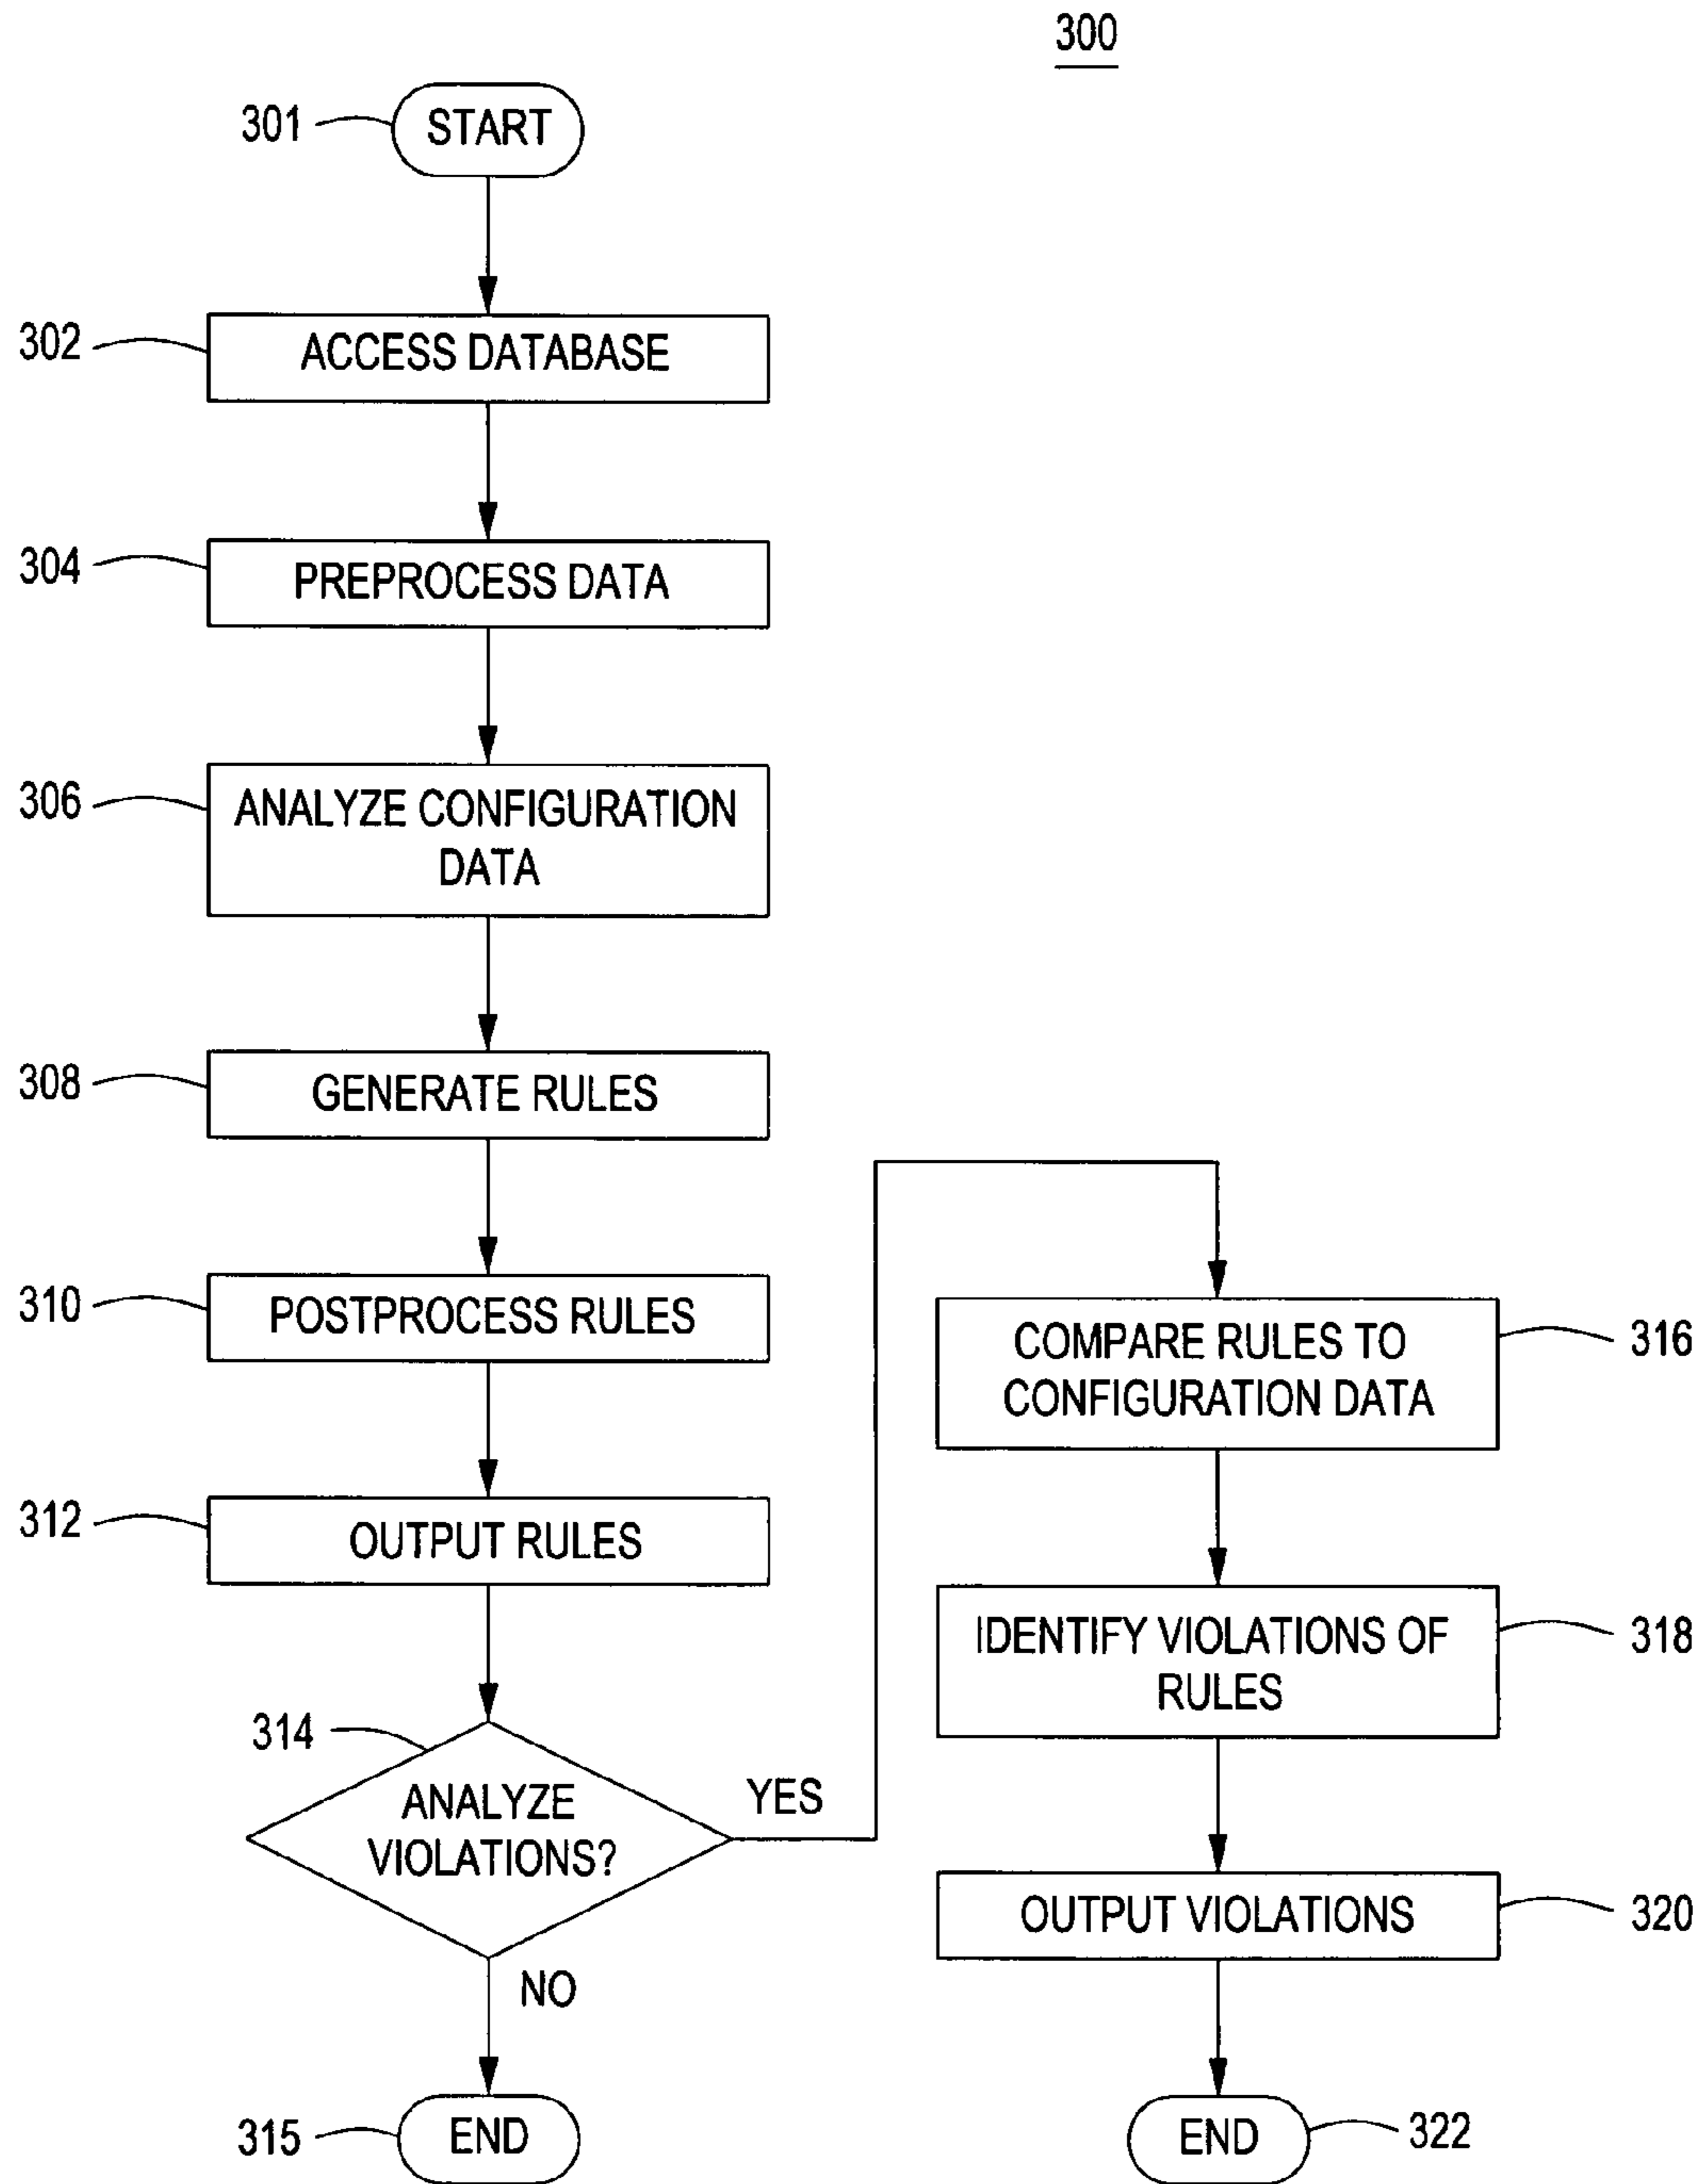 300
301
START
302
ACCESS DATABASE
304
PREPROCESS DATA
306
ANALYZE CONFIGURATION
DATA
308
GENERATE RULES
310
POSTPROCESS RULES
312
OUTPUT RULES
314
ANALYZE
VIOLATIONS?
YES
NO
315
END
COMPARE RULES TO
CONFIGURATION DATA
316
IDENTIFY VIOLATIONS OF
RULES
318
OUTPUT VIOLATIONS
320
END
322